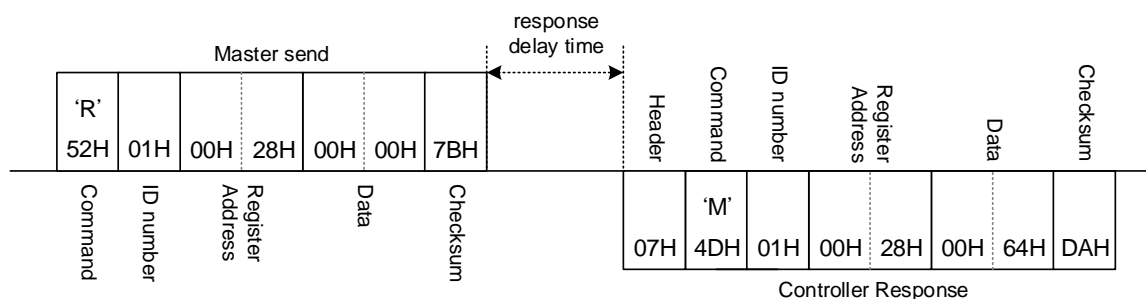 response
delay time
Master send
‘R’
52H 01H 00H 28H 00H 00H 7BH
Command
ID number
Register
Address
Data
Checksum
Header
Command
ID number
Register
Address
Data
Checksum
‘M’
07H 4DH 01H 00H 28H 00H 64H DAH
Controller Response